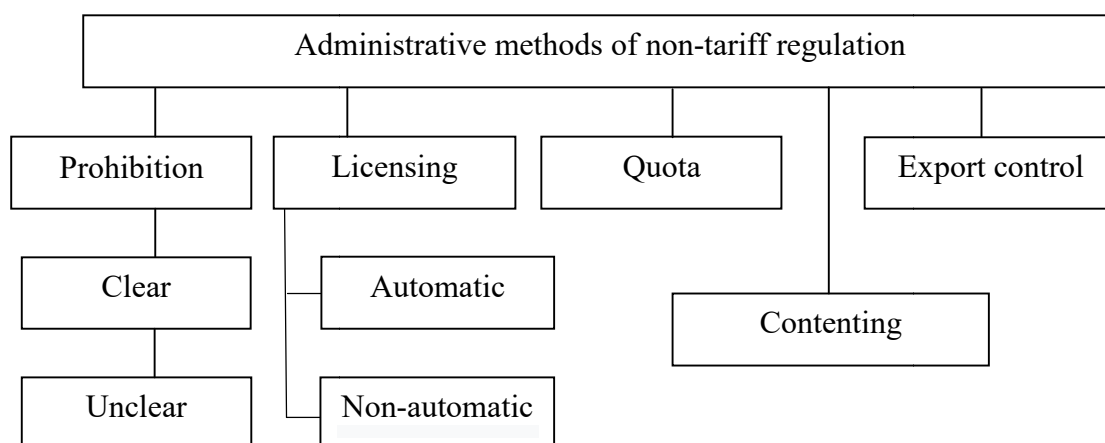 Administrative methods of non-tariff regulation
Prohibition
Licensing
Quota
Export control
Clear
Automatic
Contenting
Unclear
Non-automatic